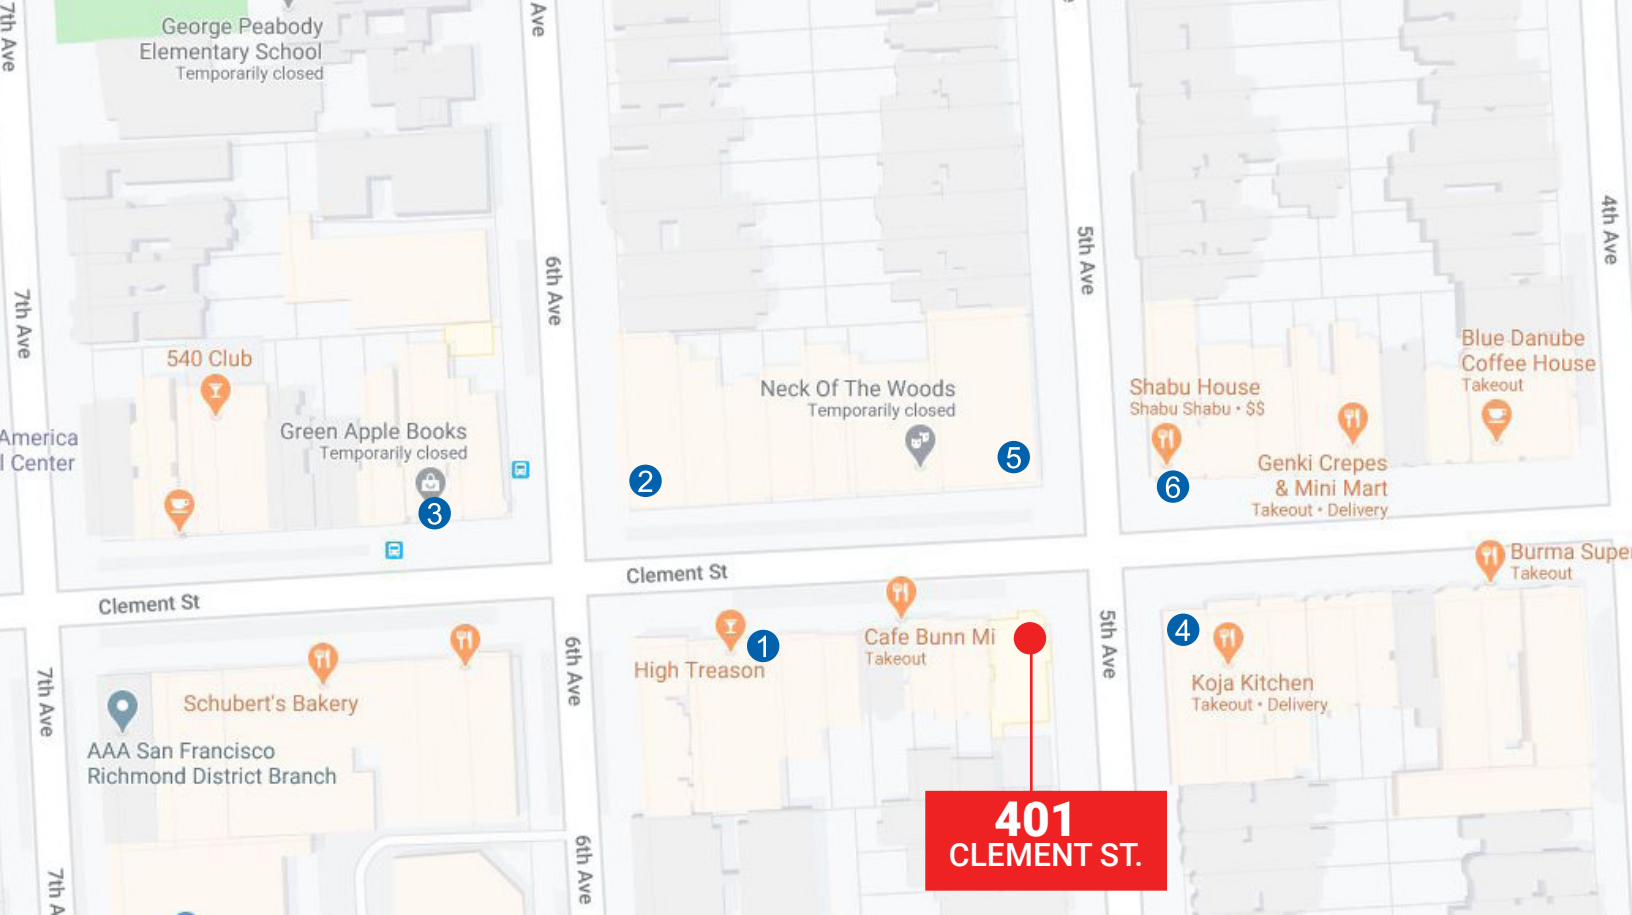 7th Ave
George Peabody
Elementary School
Temporarily closed
Ave
4th Ave
5th Ave
6th Ave
7th Ave
540 Club
Blue Danube
Coffee House
Takeout
Neck Of The Woods
Temporarily closed
Shabu House
Shabu Shabu • $$
America
l Center
Green Apple Books
Temporarily closed
Genki Crepes
& Mini Mart
Takeout • Delivery
5
2
6
3
Burma Supe
Takeout
Clement St
Clement St
4
1
High Treason
Cafe Bunn Mi
Takeout
5th Ave
6th Ave
7th Ave
Koja Kitchen
Takeout • Delivery
Schubert's Bakery
AAA San Francisco
Richmond District Branch
401
CLEMENT ST.
6th Ave
7th A